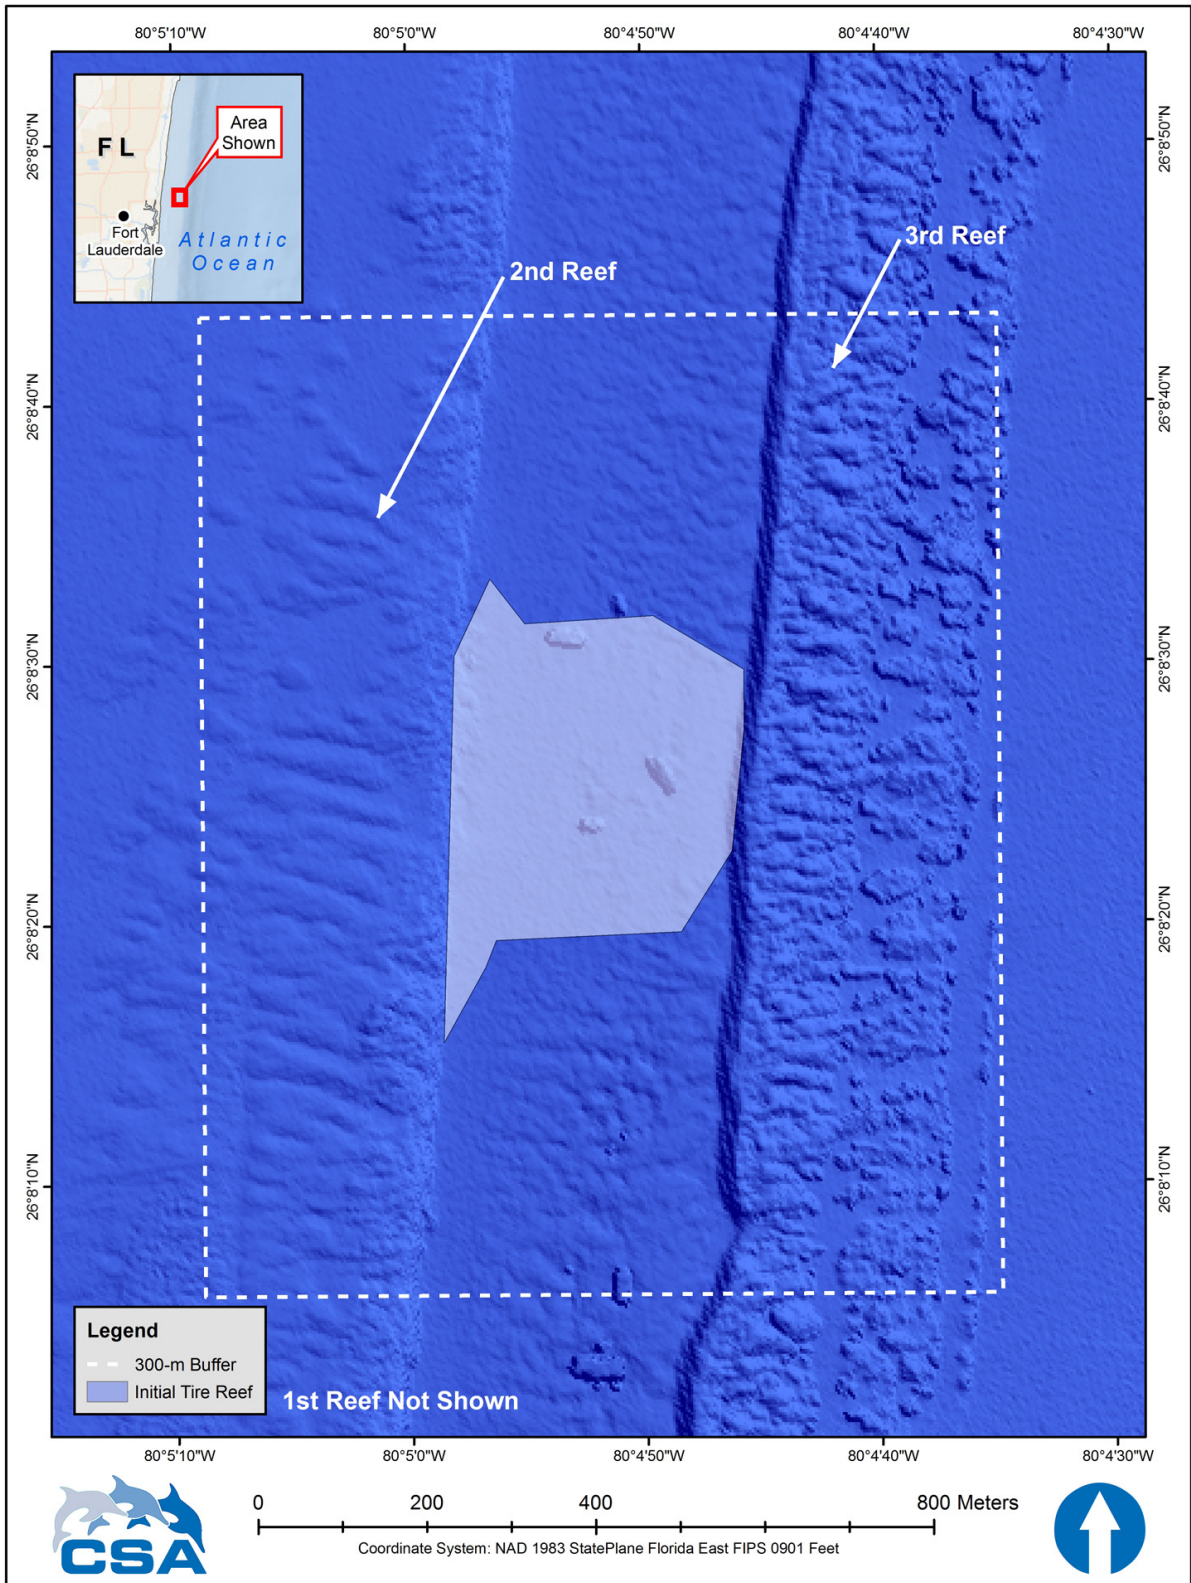 80°5'10"W 80°5'0"W 80°4'50"W 80°4'40"W 80°4'30"W
26°8'50"N
26°8'40"N
26°8'30"N
26°8'20"N
26°8'10"N
FL
Area
Shown
Fort
Lauderdale
Atlantic
Ocean
2nd Reef
3rd Reef
26°8'50"N
26°8'40"N
26°8'30"N
26°8'20"N
26°8'10"N
Legend
300-m Buffer
Initial Tire Reef
1st Reef Not Shown
80°5'10"W 80°5'0"W 80°4'50"W 80°4'40"W 80°4'30"W
CSA
0 200 400 800 Meters
Coordinate System: NAD 1983 StatePlane Florida East FIPS 0901 Feet